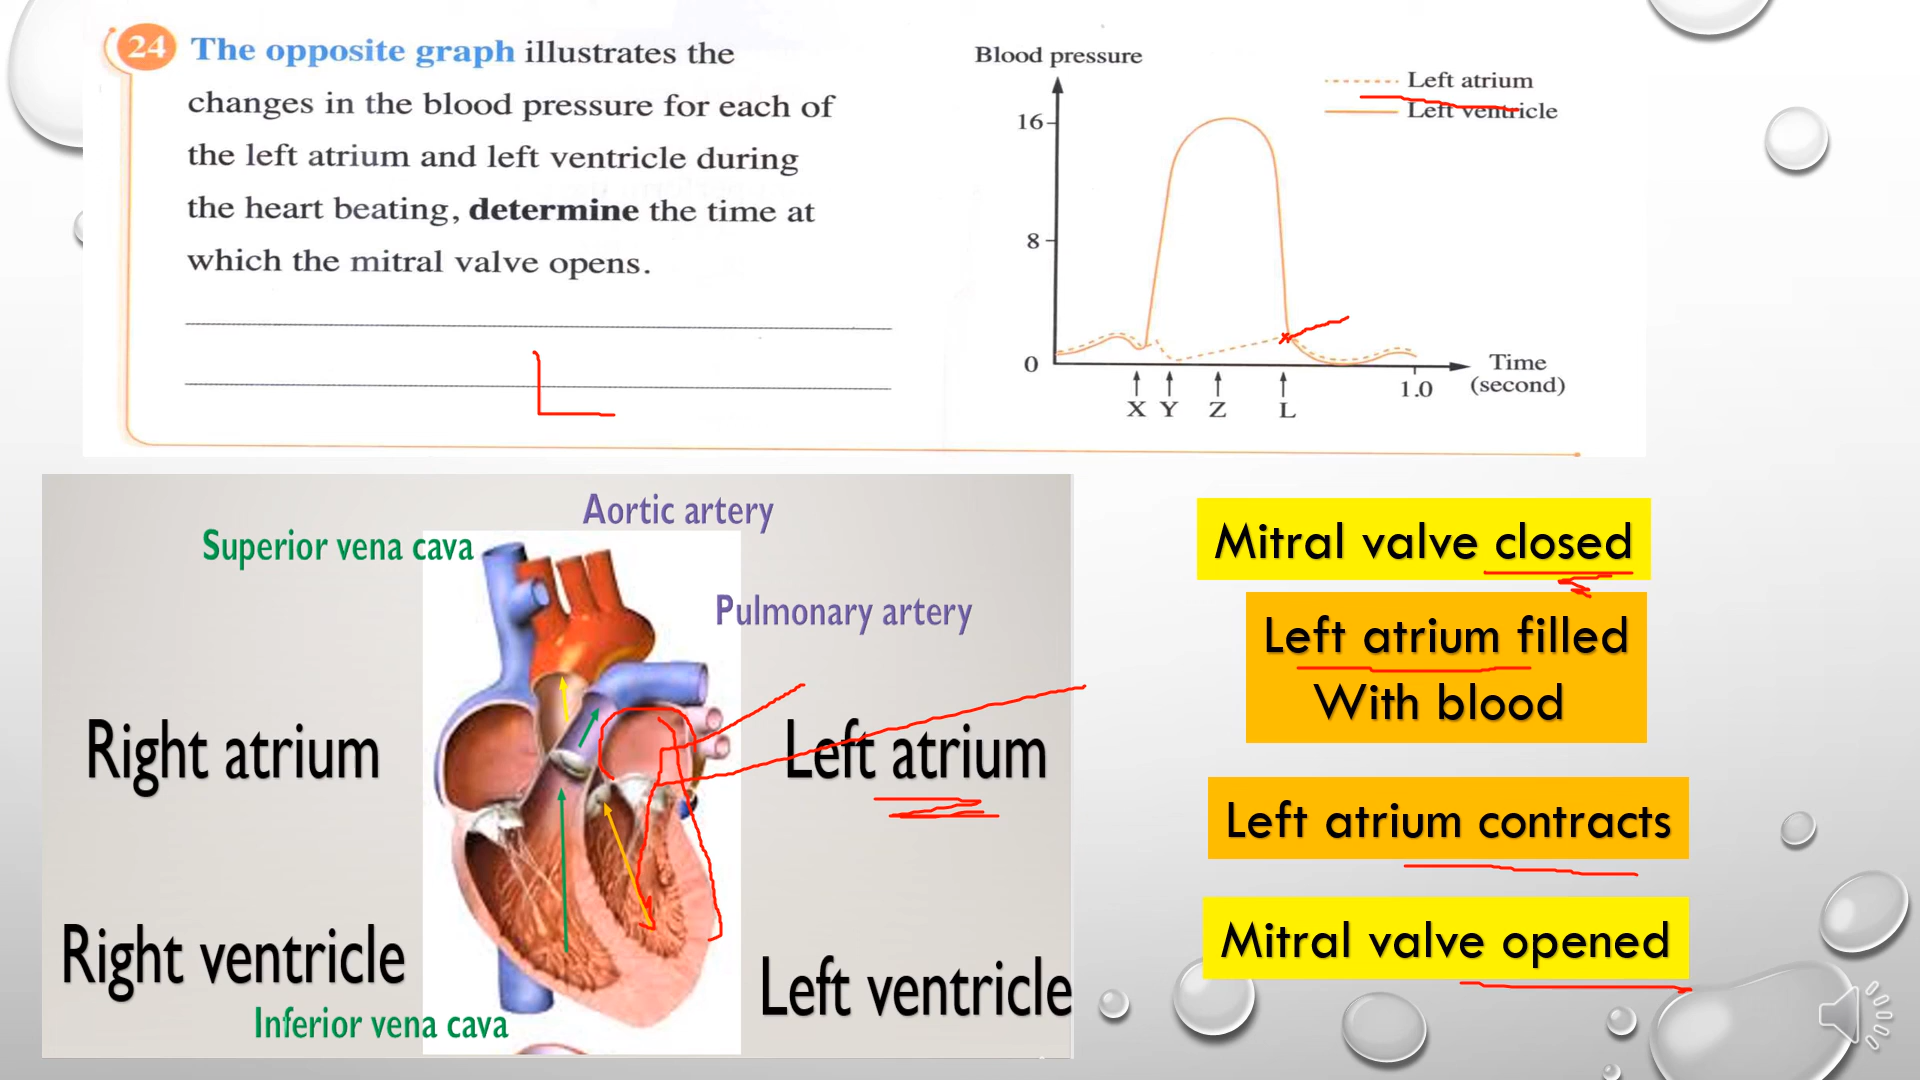 24 The opposite graph illustrates the
changes in the blood pressure for each of
the left atrium and left ventricle during
the heart beating, determine the time at
which the mitral valve opens.
L
Blood pressure
Left atrium
Left ventricle
16
8
0
X Y Z L
1.0
Time
(second)
Aortic artery
Superior vena cava
Pulmonary artery
Right atrium
Left atrium
Right ventricle
Left ventricle
Inferior vena cava
Mitral valve closed
Left atrium filled
With blood
Left atrium contracts
Mitral valve opened